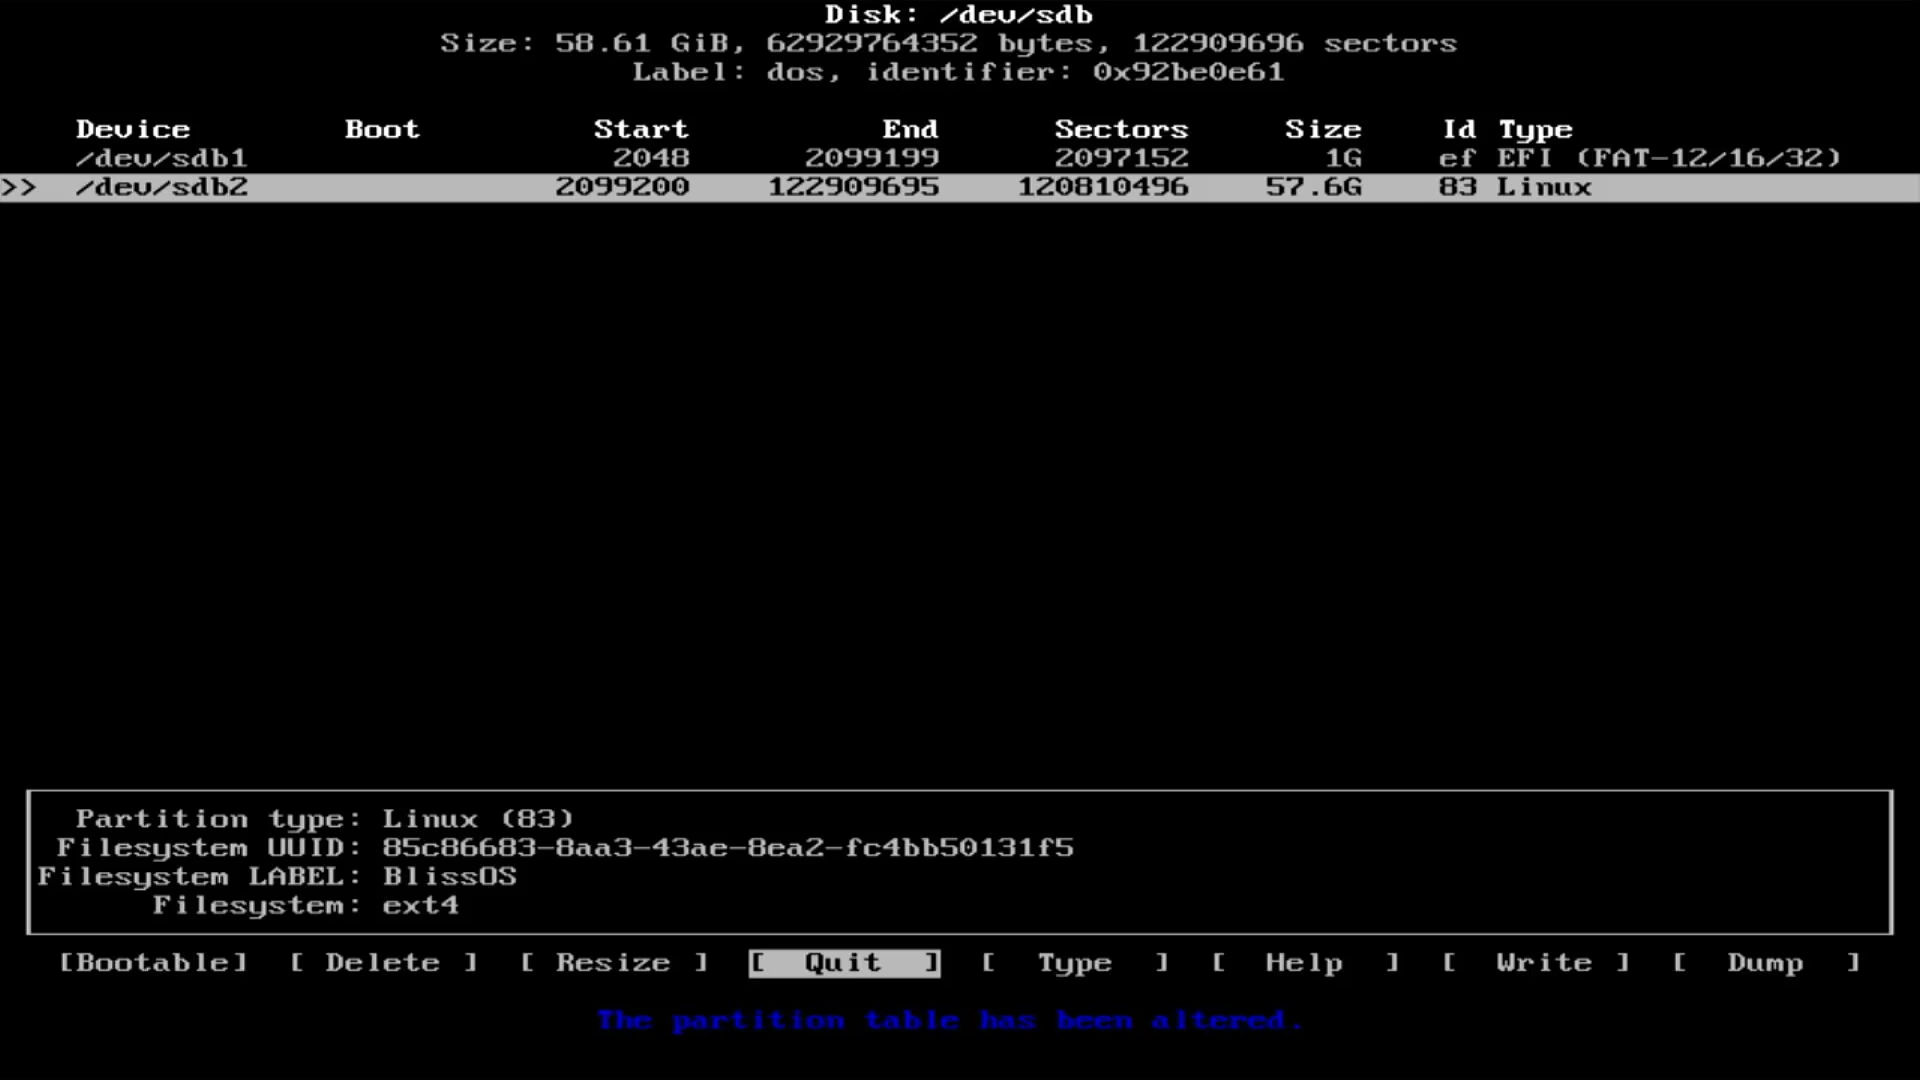 Disk: /dev/sdb
Size: 58.61 GiB, 62929764352 bytes, 122909696 sectors
Label: dos, identifier: 0x92be0e61
Device Boot Start End Sectors Size Id Type
/dev/sdb1 2048 2099199 2097152 1G ef EFI (FAT-12/16/32)
>> /dev/sdb2 2099200 122909695 120810496 57.6G 83 Linux
Partition type: Linux (83)
Filesystem UUID: 85c86683-8aa3-43ae-8ea2-fc4bb50131f5
Filesystem LABEL: BlissOS
Filesystem: ext4
[Bootable] [ Delete ] [ Resize ] [ Quit ] [ Type ] [ Help ] [ Write ] [ Dump ]
The partition table has been altered.